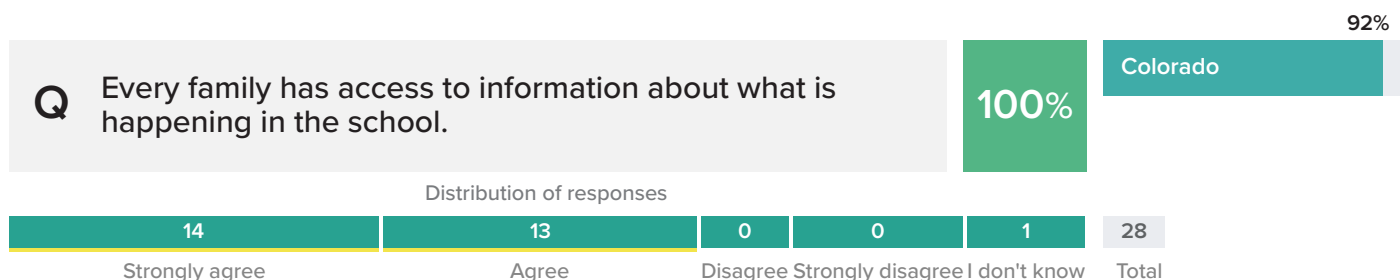 92%
Q
Every family has access to information about what is
happening in the school.
100%
Colorado
Distribution of responses
14 13 0 0 1 28
Strongly agree Agree Disagree Strongly disagree I don't know Total